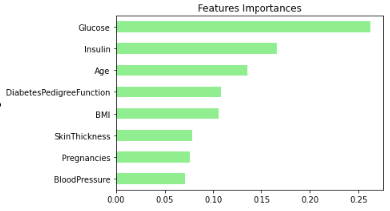 Features Importances
Glucose
Insulin
Age
DiabetesPedigreeFunction
BMI
SkinThickness
Pregnancies
BloodPressure
0.00 0.05 0.10 0.15 0.20 0.25